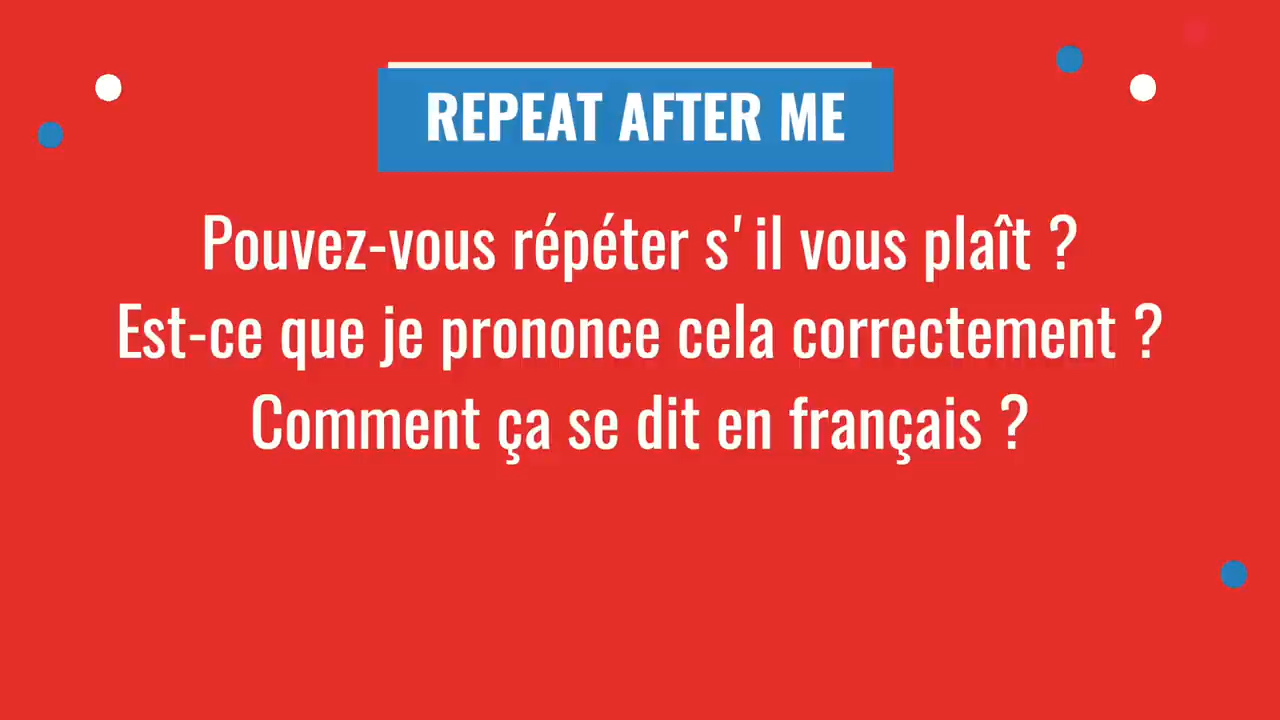 REPEAT AFTER ME
Pouvez-vous répéter s'il vous plaît ?
Est-ce que je prononce cela correctement ?
Comment ça se dit en français ?